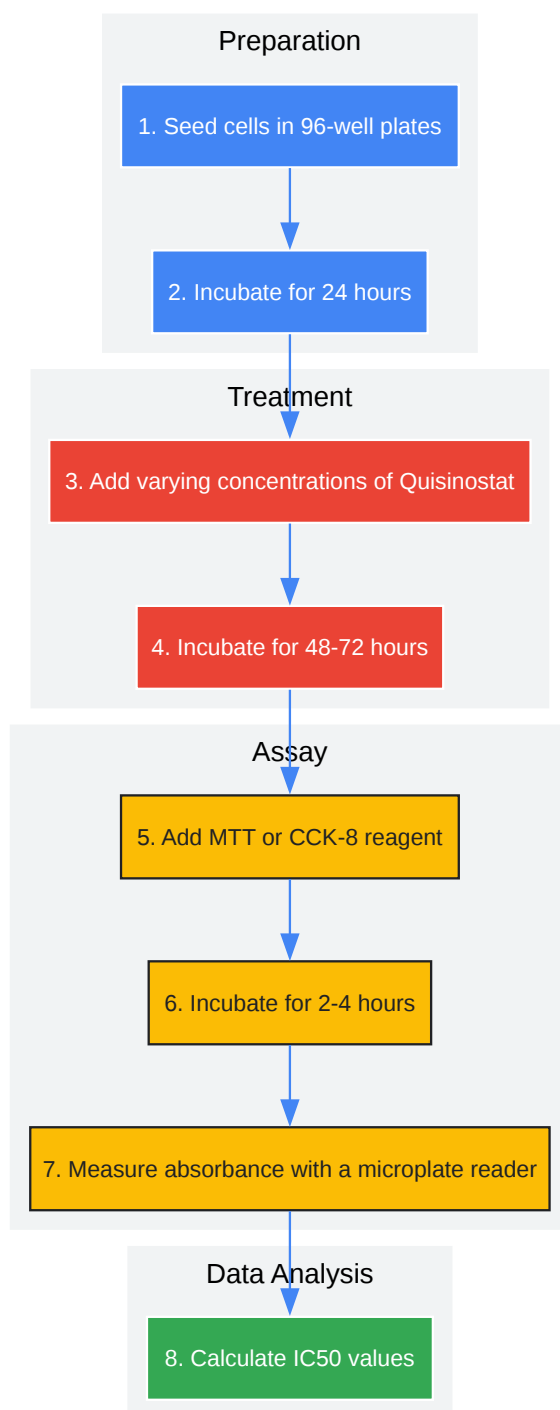 Preparation
1. Seed cells in 96-well plates
2. Incubate for 24 hours
Treatment
3. Add varying concentrations of Quisinostat
4. Incubate for 48-72 hours
Assay
5. Add MTT or CCK-8 reagent
6. Incubate for 2-4 hours
7. Measure absorbance with a microplate reader
Data Analysis
8. Calculate IC50 values